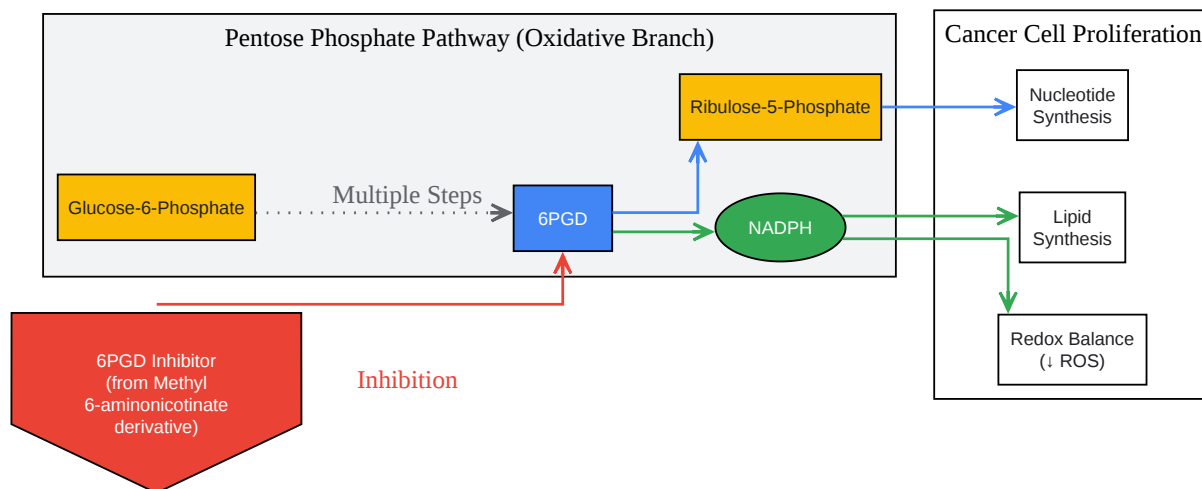 Pentose Phosphate Pathway (Oxidative Branch)
Cancer Cell Proliferation
Ribulose-5-Phosphate
Nucleotide
Synthesis
Glucose-6-Phosphate
Multiple Steps
6PGD
NADPH
Lipid
Synthesis
Redox Balance
(↓ ROS)
6PGD Inhibitor
(from Methyl
6-aminonicotinate
derivative)
Inhibition